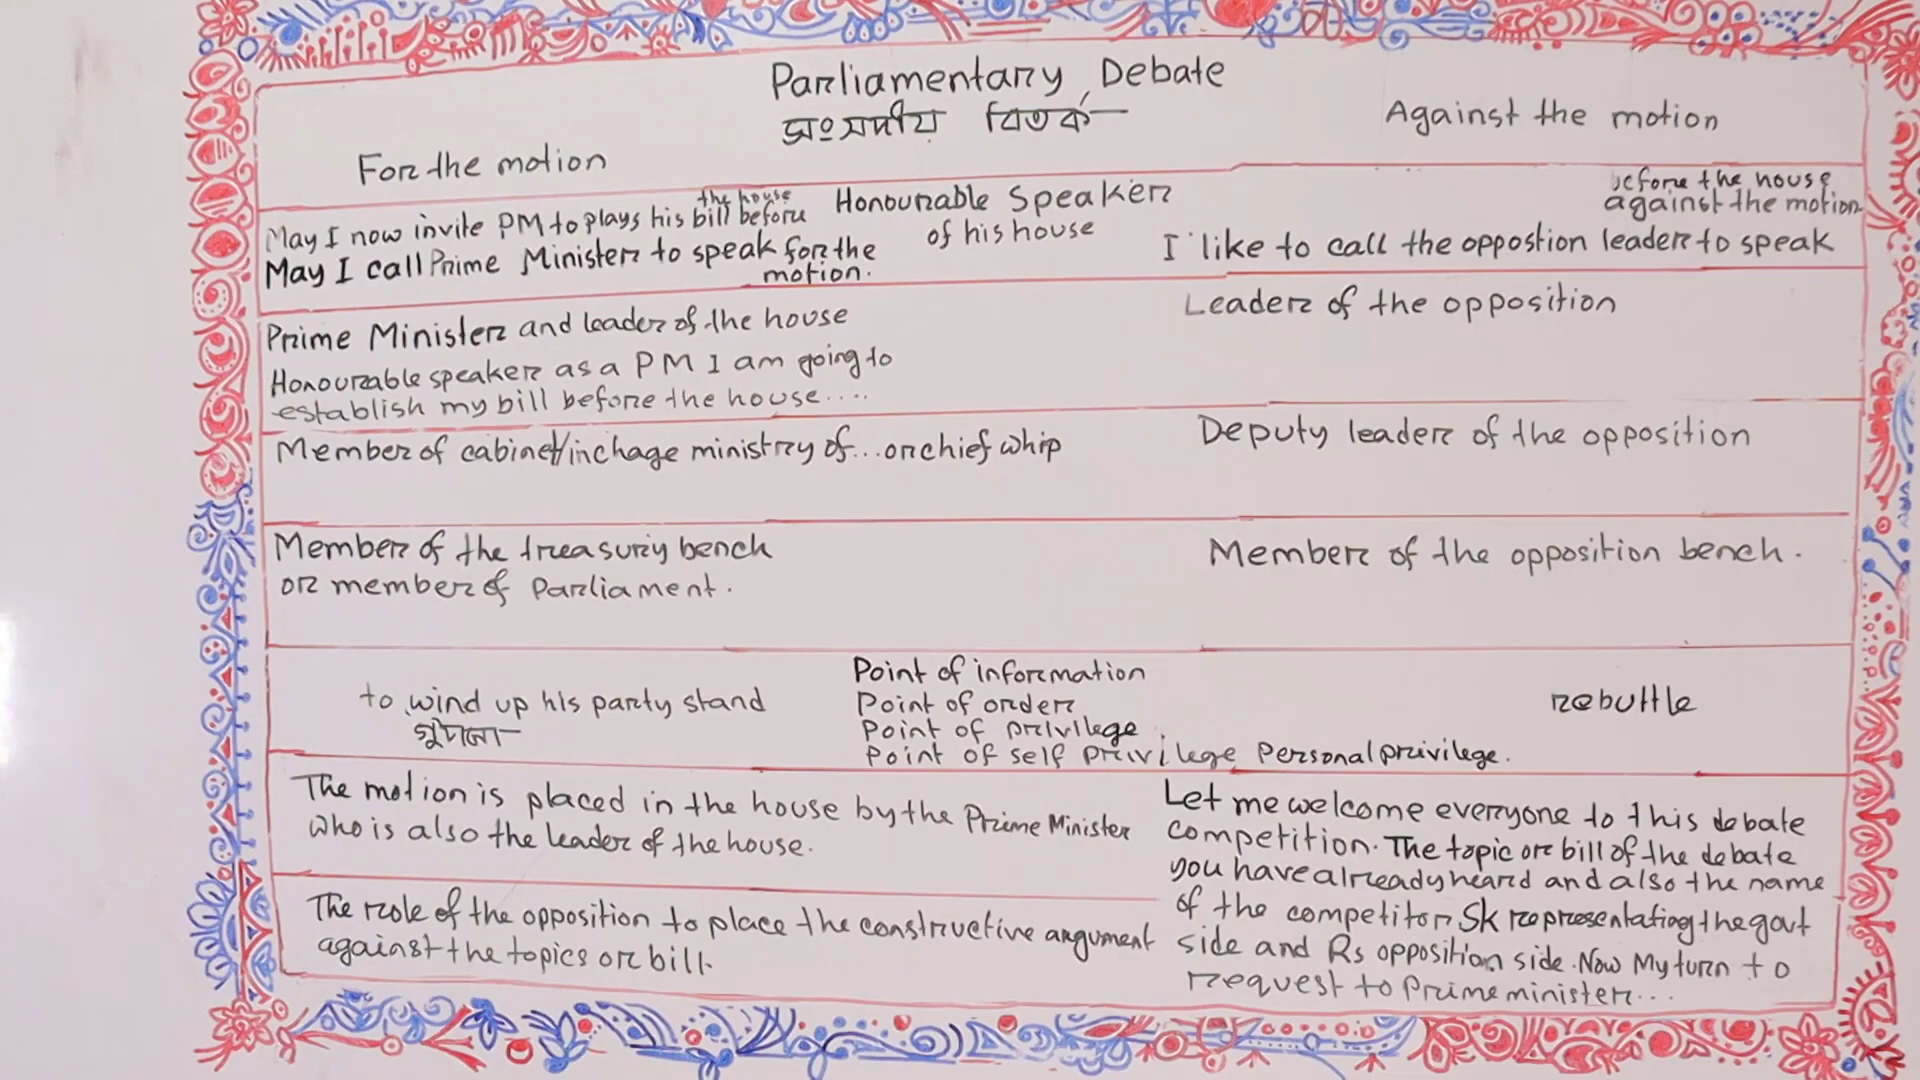 Parliamentary Debate
সংসদীয় বিতর্ক
For the motion
Against the motion
May I now invite PM to plays his bill before
the house
May I call Prime Minister to speak for the
motion.
Honourable Speaker
of his house
before the house
against the motion
I like to call the oppostion leader to speak
Prime Minister and leader of the house
Honourable speaker as a PM I am going to
establish my bill before the house....
Leader of the opposition
Member of cabinet/inchage ministry of...or chief whip
Deputy leader of the opposition
Member of the treasury bench
or member of Parliament.
Member of the opposition bench.
to wind up his party stand
Point of information
Point of order
Point of privilege
Point of self privilege Personal privilege.
rebuttle
The motion is placed in the house by the Prime Minister
who is also the leader of the house.
The role of the opposition to place the constructive argument
against the topics or bill.
Let me welcome everyone to this debate
competition. The topic or bill of the debate
you have already heard and also the name
of the competitor Sk representating the govt
side and Rs opposition side. Now My turn to
request to prime minister...